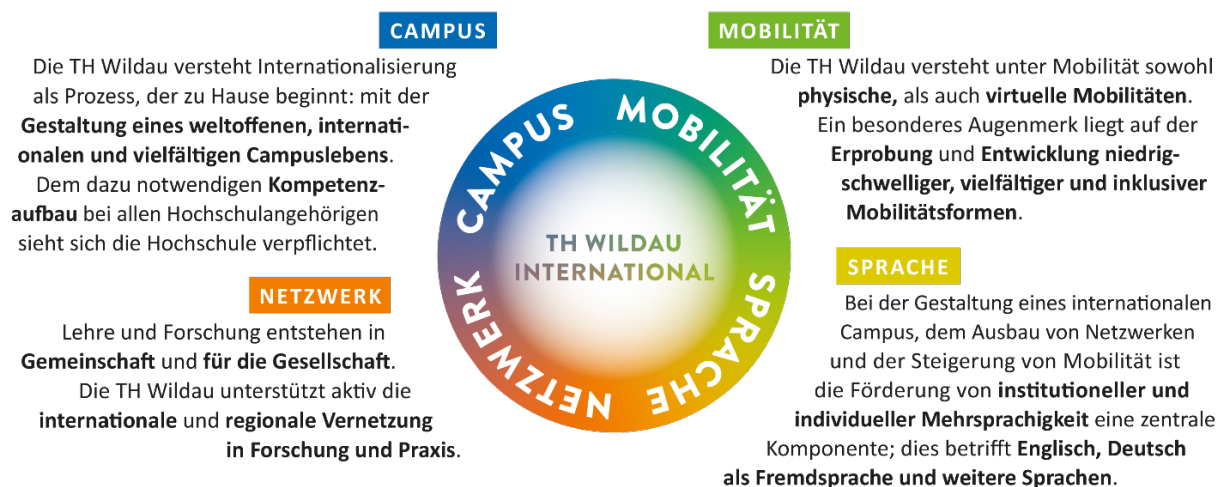 CAMPUS
Die TH Wildau versteht Internationalisierung
als Prozess, der zu Hause beginnt: mit der
Gestaltung eines weltoffenen, internati-
onalen und vielfältigen Campuslebens.
Dem dazu notwendigen Kompetenz-
aufbau bei allen Hochschulangehörigen
sieht sich die Hochschule verpflichtet.
NETZWERK
Lehre und Forschung entstehen in
Gemeinschaft und für die Gesellschaft.
Die TH Wildau unterstützt aktiv die
internationale und regionale Vernetzung
in Forschung und Praxis.
CAMPUS
MOBILITÄT
SPRACHE
NETZWERK
TH WILDAU
INTERNATIONAL
MOBILITÄT
Die TH Wildau versteht unter Mobilität sowohl
physische, als auch virtuelle Mobilitäten.
Ein besonderes Augenmerk liegt auf der
Erprobung und Entwicklung niedrig-
schwelliger, vielfältiger und inklusiver
Mobilitätsformen.
SPRACHE
Bei der Gestaltung eines internationalen
Campus, dem Ausbau von Netzwerken
und der Steigerung von Mobilität ist
die Förderung von institutioneller und
individueller Mehrsprachigkeit eine zentrale
Komponente; dies betrifft Englisch, Deutsch
als Fremdsprache und weitere Sprachen.